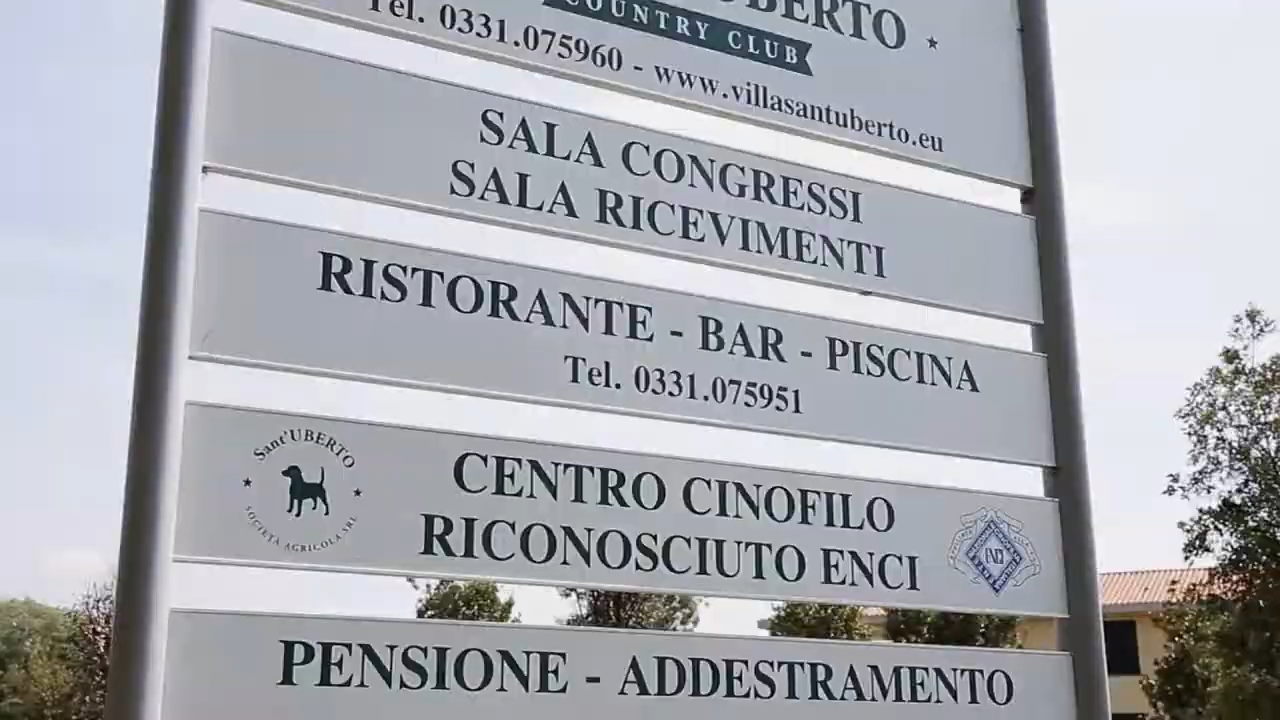 UBERTO
COUNTRY CLUB
Tel. 0331.075960 - www.villasantuberto.eu
SALA CONGRESSI
SALA RICEVIMENTI
RISTORANTE - BAR - PISCINA
Tel. 0331.075951
Sant'UBERTO
SOCIETÀ AGRICOLA SRL
CENTRO CINOFILO
RICONOSCIUTO ENCI
ENCI
PENSIONE - ADDESTRAMENTO